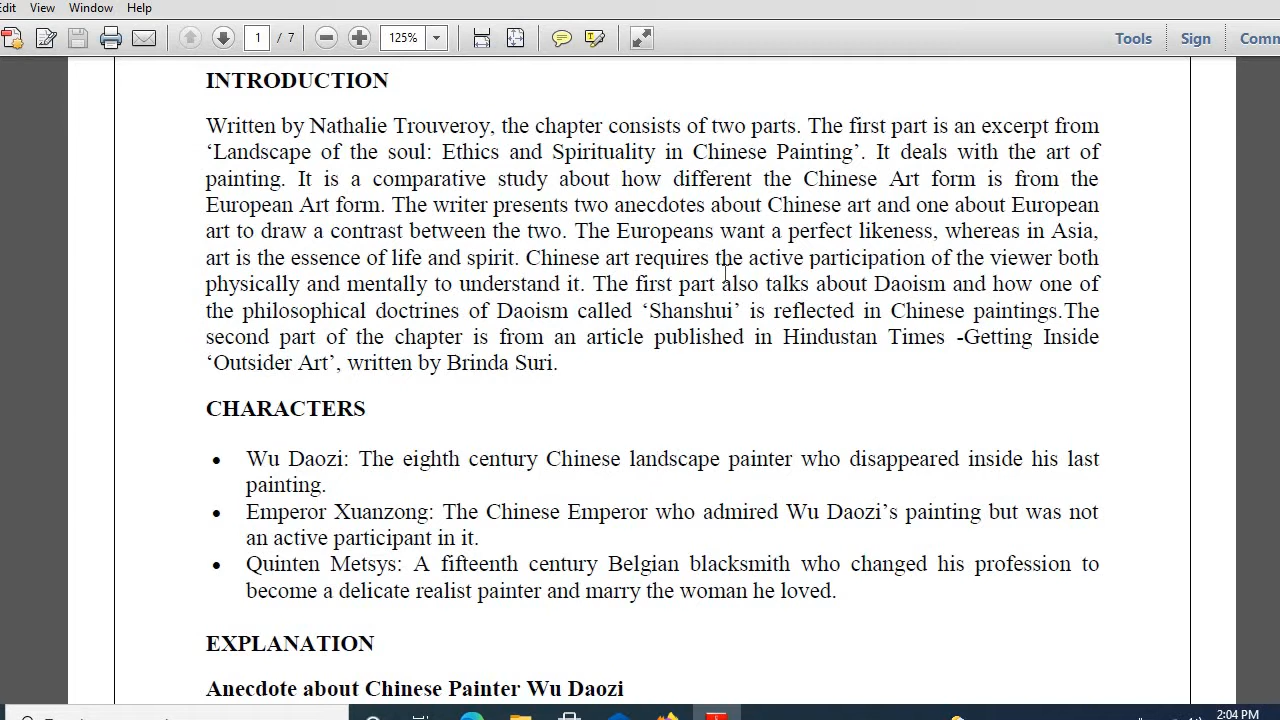 Edit View Window Help
1 / 7 125% Tools Sign Comm
INTRODUCTION
Written by Nathalie Trouveroy, the chapter consists of two parts. The first part is an excerpt from
‘Landscape of the soul: Ethics and Spirituality in Chinese Painting’. It deals with the art of
painting. It is a comparative study about how different the Chinese Art form is from the
European Art form. The writer presents two anecdotes about Chinese art and one about European
art to draw a contrast between the two. The Europeans want a perfect likeness, whereas in Asia,
art is the essence of life and spirit. Chinese art requires the active participation of the viewer both
physically and mentally to understand it. The first part also talks about Daoism and how one of
the philosophical doctrines of Daoism called ‘Shanshui’ is reflected in Chinese paintings.The
second part of the chapter is from an article published in Hindustan Times -Getting Inside
‘Outsider Art’, written by Brinda Suri.
CHARACTERS
• Wu Daozi: The eighth century Chinese landscape painter who disappeared inside his last
painting.
• Emperor Xuanzong: The Chinese Emperor who admired Wu Daozi’s painting but was not
an active participant in it.
• Quinten Metsys: A fifteenth century Belgian blacksmith who changed his profession to
become a delicate realist painter and marry the woman he loved.
EXPLANATION
Anecdote about Chinese Painter Wu Daozi
2:04 PM